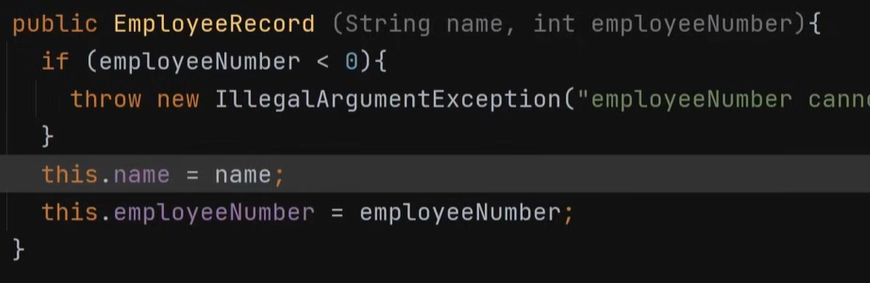 public EmployeeRecord (String name, int employeeNumber){
if (employeeNumber < 0){
throw new IllegalArgumentException("employeeNumber
}
this.name = name;
this.employeeNumber = employeeNumber;
}